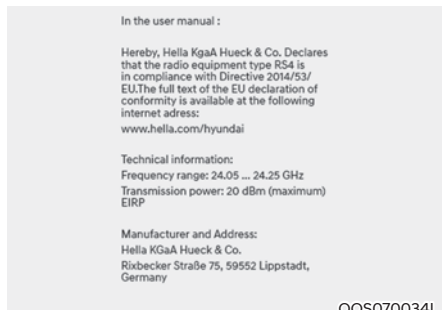 In the user manual :
Hereby, Hella KgaA Hueck & Co. Declares
that the radio equipment type RS4 is
in compliance with Directive 2014/53/
EU.The full text of the EU declaration of
conformity is available at the following
internet adress:
www.hella.com/hyundai
Technical information:
Frequency range: 24.05 ... 24.25 GHz
Transmission power: 20 dBm (maximum)
EIRP
Manufacturer and Address:
Hella KGaA Hueck & Co.
Rixbecker Straße 75, 59552 Lippstadt,
Germany